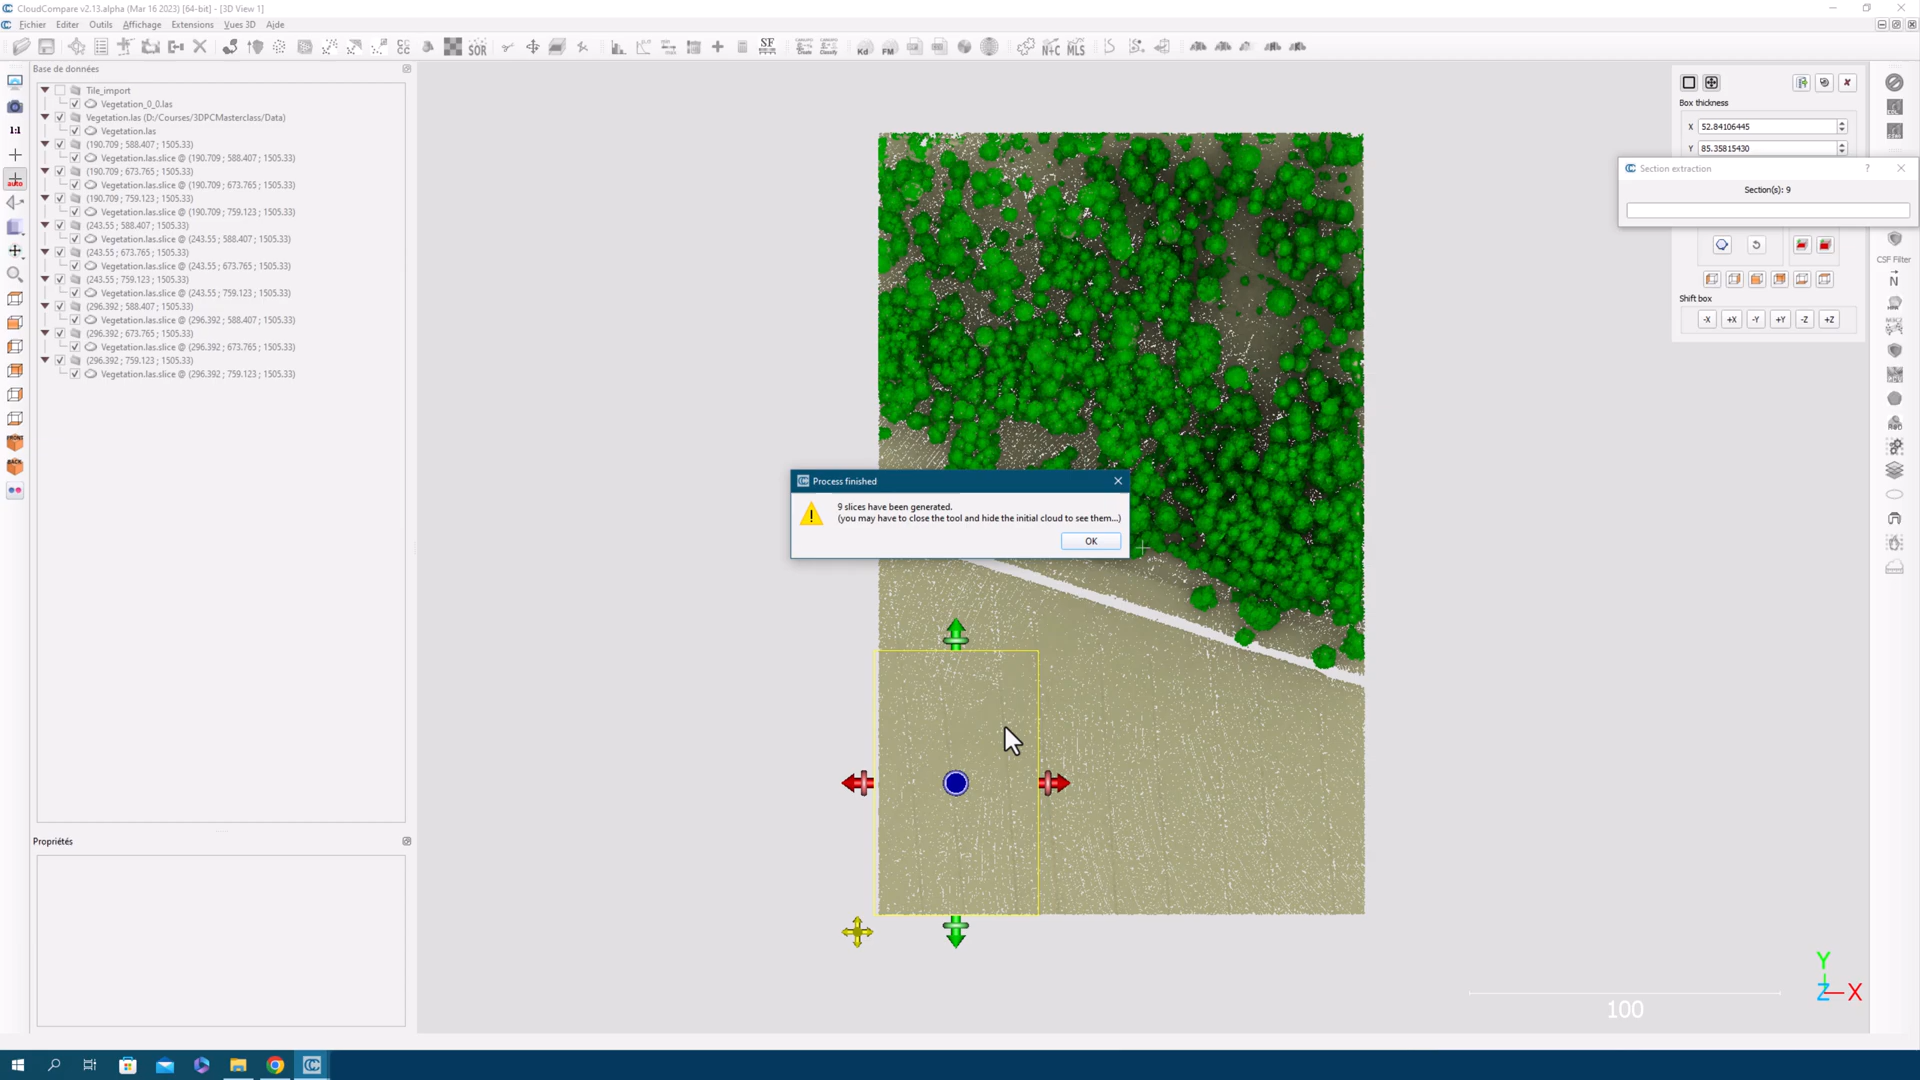 CloudCompare v2.13.alpha (Mar 16 2023) [64-bit] - [3D View 1]
Fichier Editer Outils Affichage Extensions Vues 3D Aide
SOR
SF
Kd
FM
N+C
MLS
Base de données
Tile_import
Vegetation_0_0.las
Vegetation.las (D:/Courses/3DPCMasterclass/Data)
Vegetation.las
(190.709 ; 588.407 ; 1505.33)
Vegetation.las.slice @ (190.709 ; 588.407 ; 1505.33)
(190.709 ; 673.765 ; 1505.33)
Vegetation.las.slice @ (190.709 ; 673.765 ; 1505.33)
(190.709 ; 759.123 ; 1505.33)
Vegetation.las.slice @ (190.709 ; 759.123 ; 1505.33)
(243.55 ; 588.407 ; 1505.33)
Vegetation.las.slice @ (243.55 ; 588.407 ; 1505.33)
(243.55 ; 673.765 ; 1505.33)
Vegetation.las.slice @ (243.55 ; 673.765 ; 1505.33)
(243.55 ; 759.123 ; 1505.33)
Vegetation.las.slice @ (243.55 ; 759.123 ; 1505.33)
(296.392 ; 588.407 ; 1505.33)
Vegetation.las.slice @ (296.392 ; 588.407 ; 1505.33)
(296.392 ; 673.765 ; 1505.33)
Vegetation.las.slice @ (296.392 ; 673.765 ; 1505.33)
(296.392 ; 759.123 ; 1505.33)
Vegetation.las.slice @ (296.392 ; 759.123 ; 1505.33)
1:1
auto
FRONT
BACK
Propriétés
Process finished
9 slices have been generated.
(you may have to close the tool and hide the initial cloud to see them...)
OK
Box thickness
X 52.84106445
Y 85.35815430
Section extraction
?
Section(s): 9
Shift box
-X +X -Y +Y -Z +Z
CSF Filter
N
100
Y
Z X